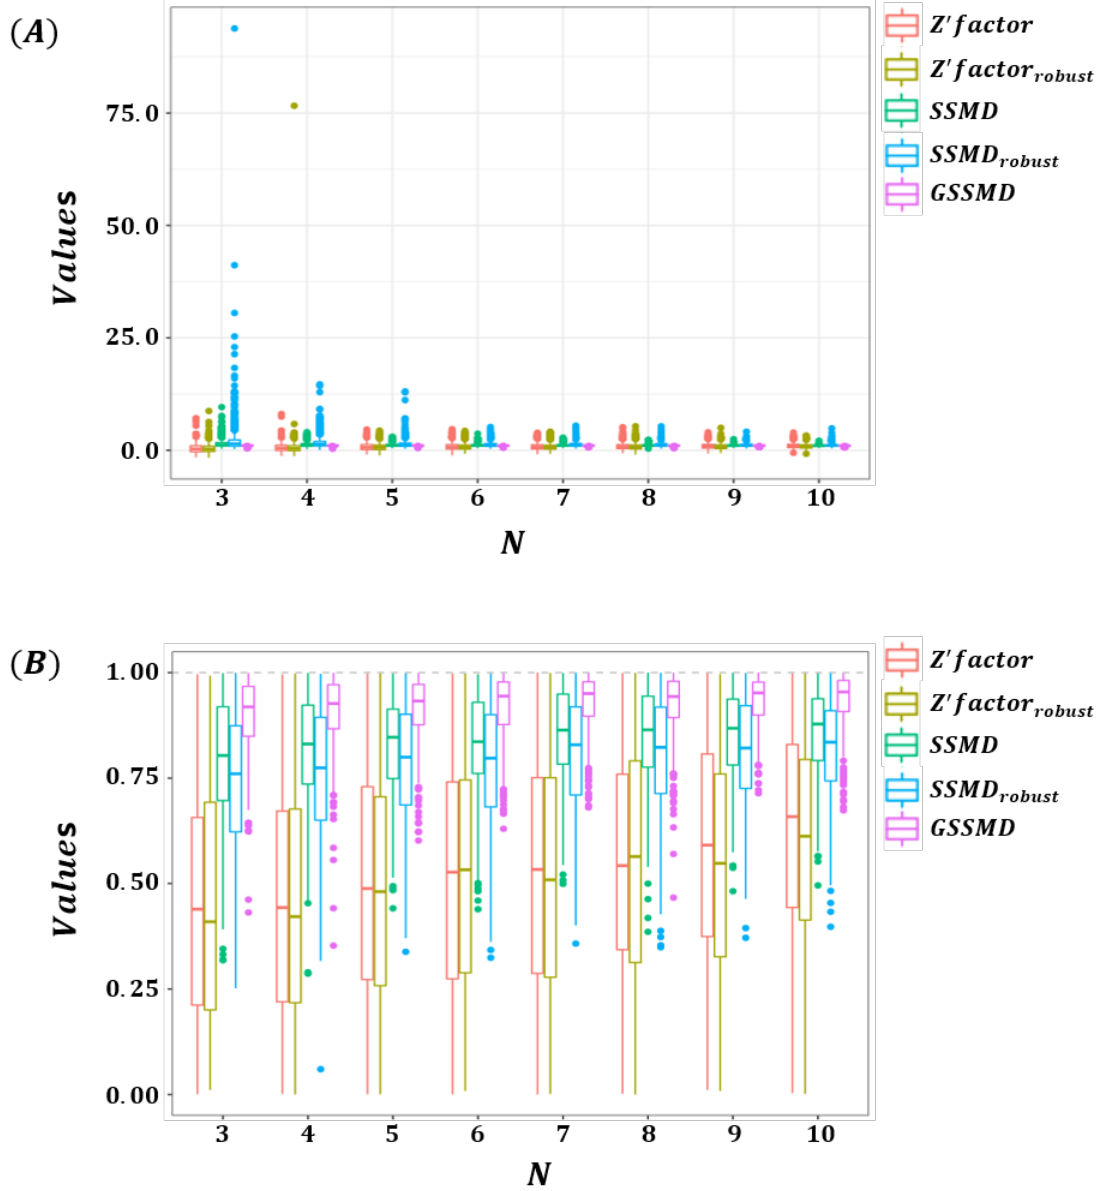 (A)
Z'factor
Z'factor_robust
SSMD
SSMD_robust
GSSMD
Values
75.0
50.0
25.0
0.0
3 4 5 6 7 8 9 10
N
(B)
Z'factor
Z'factor_robust
SSMD
SSMD_robust
GSSMD
Values
1.00
0.75
0.50
0.25
0.00
3 4 5 6 7 8 9 10
N